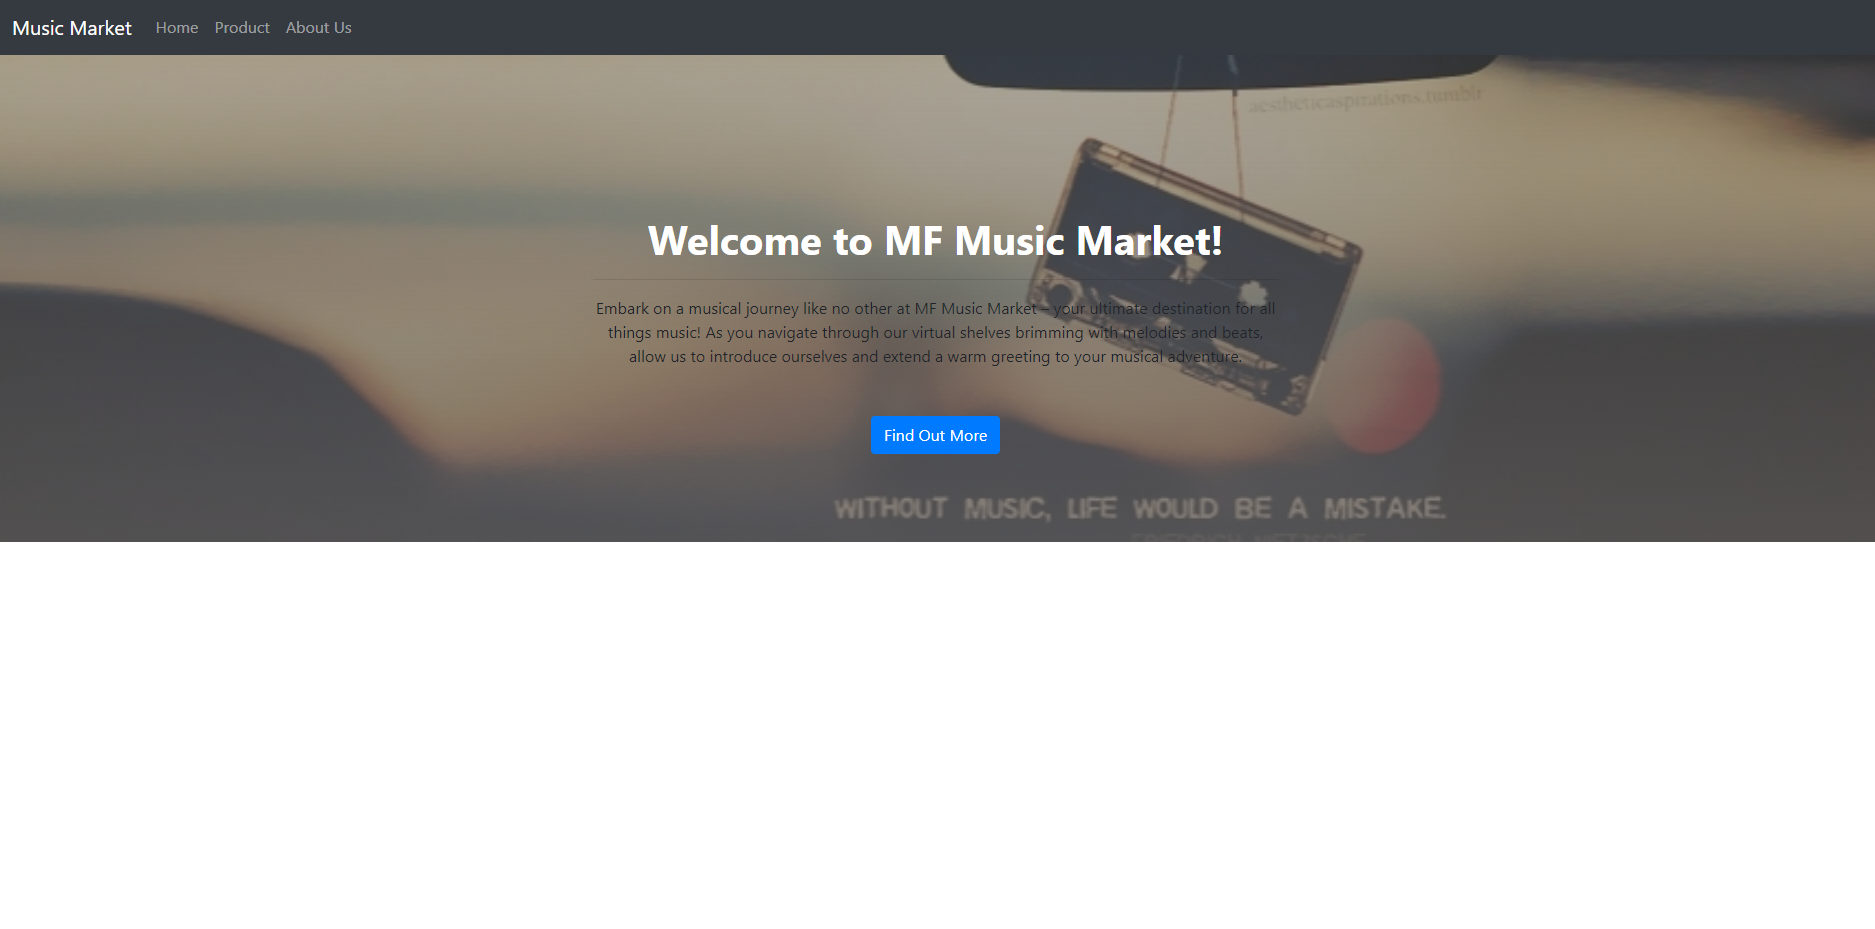 Music Market
Home
Product
About Us
aestheticaspirations.tumblr
Welcome to MF Music Market!
Embark on a musical journey like no other at MF Music Market – your ultimate destination for all
things music! As you navigate through our virtual shelves brimming with melodies and beats,
allow us to introduce ourselves and extend a warm greeting to your musical adventure.
Find Out More
WITHOUT MUSIC, LIFE WOULD BE A MISTAKE.